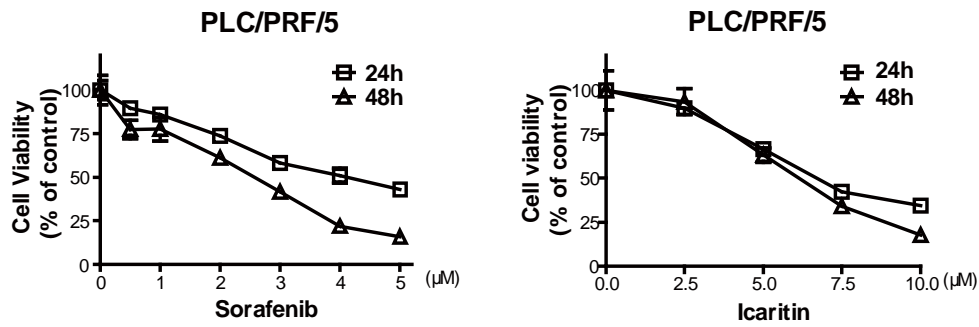 PLC/PRF/5
24h
48h
Cell Viability
(% of control)
100
75
50
25
0
0 1 2 3 4 5 (μM)
Sorafenib
PLC/PRF/5
24h
48h
Cell viability
(% of control)
100
75
50
25
0
0.0 2.5 5.0 7.5 10.0 (μM)
Icaritin